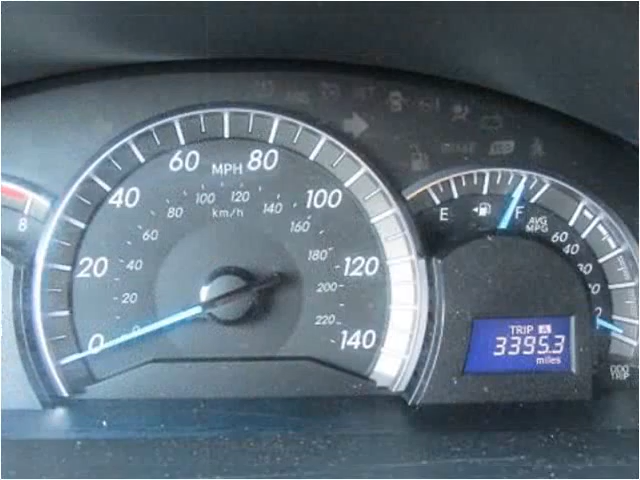 8
0 20 40 60 80 100 120 140
MPH
0 20 40 60 80 100 120 140 160 180 200 220
km/h
E F
AVG
MPG
60
40
TRIP A
3395.3
miles
ODO
TRIP